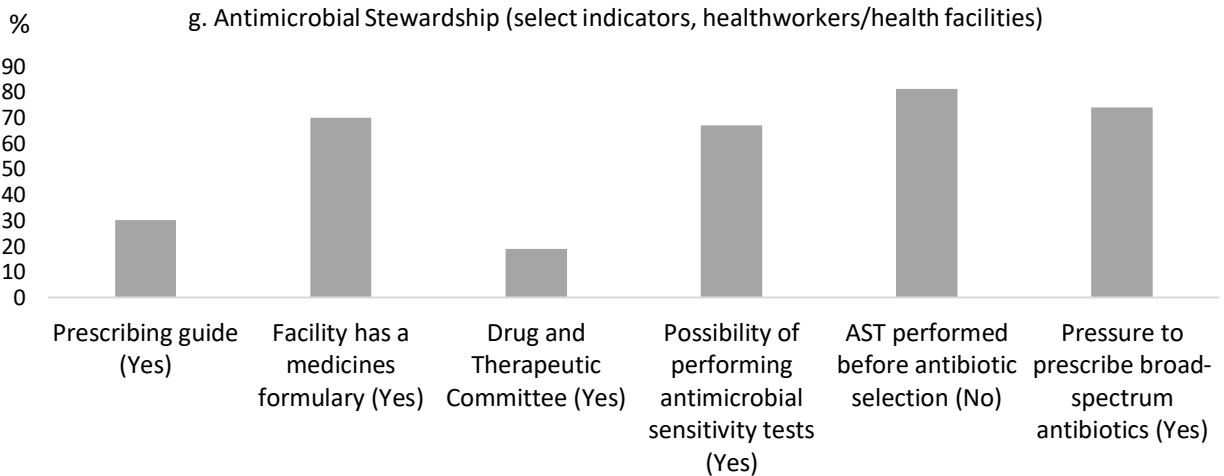 g. Antimicrobial Stewardship (select indicators, healthworkers/health facilities)
%
90
80
70
60
50
40
30
20
10
0
Prescribing guide
(Yes)
Facility has a
medicines
formulary (Yes)
Drug and
Therapeutic
Committee (Yes)
Possibility of
performing
antimicrobial
sensitivity tests
(Yes)
AST performed
before antibiotic
selection (No)
Pressure to
prescribe broad-
spectrum
antibiotics (Yes)